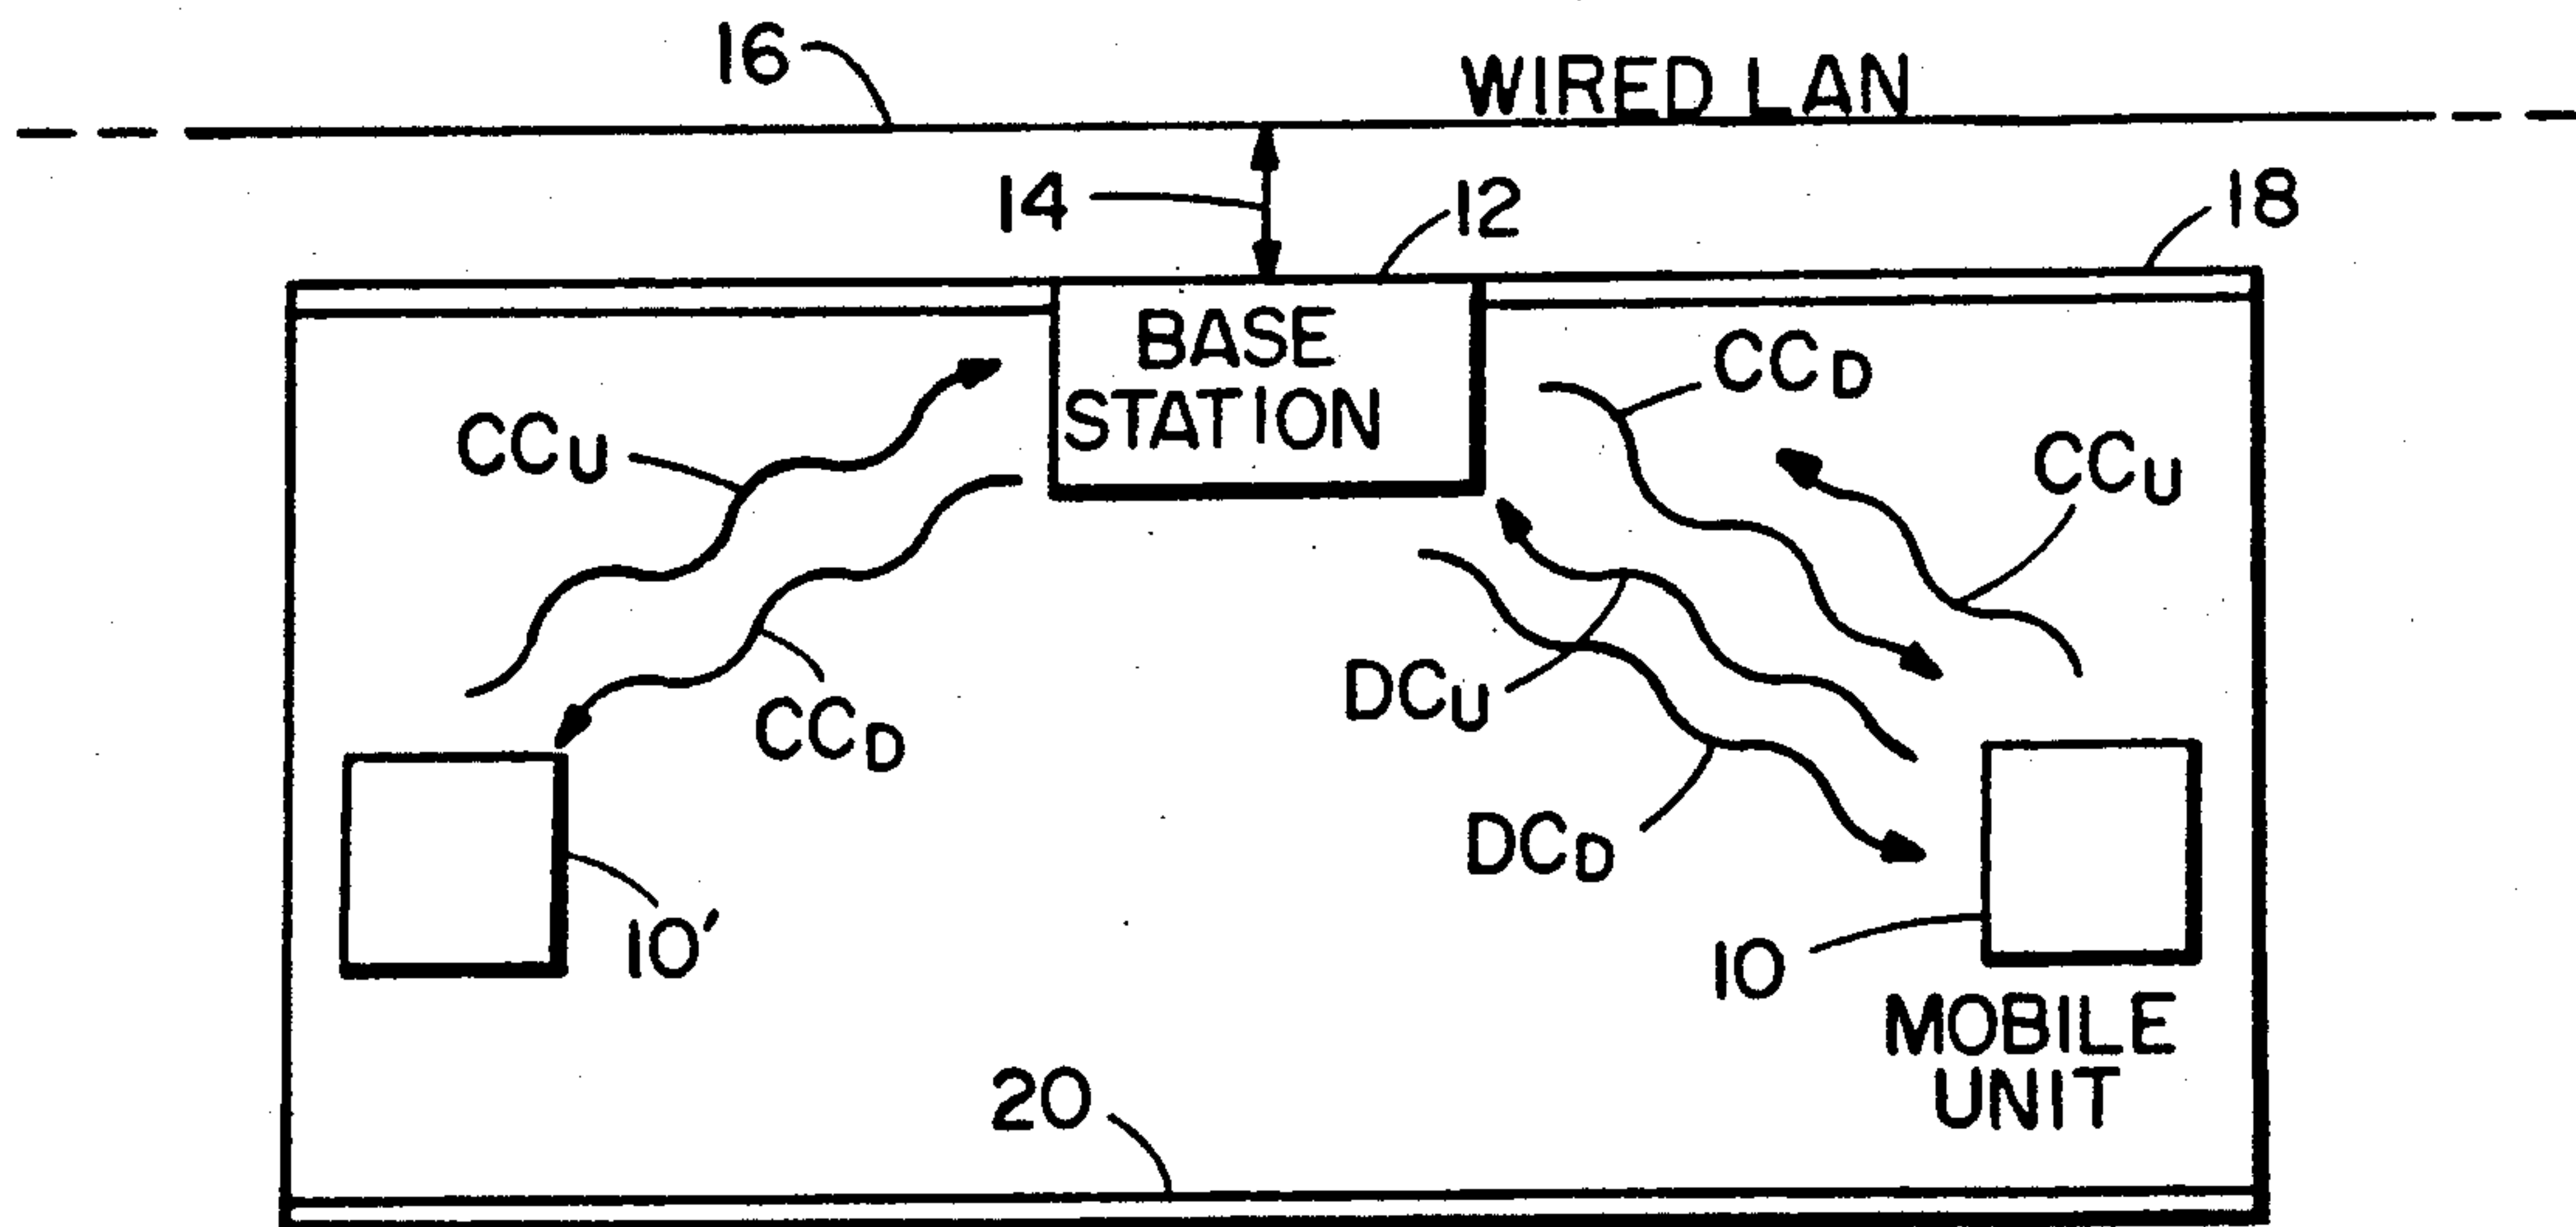 16
WIRED LAN
14
12
18
BASE
STATION
CCU
CCD
CCU
CCD
DCU
DCD
10'
10
MOBILE
UNIT
20